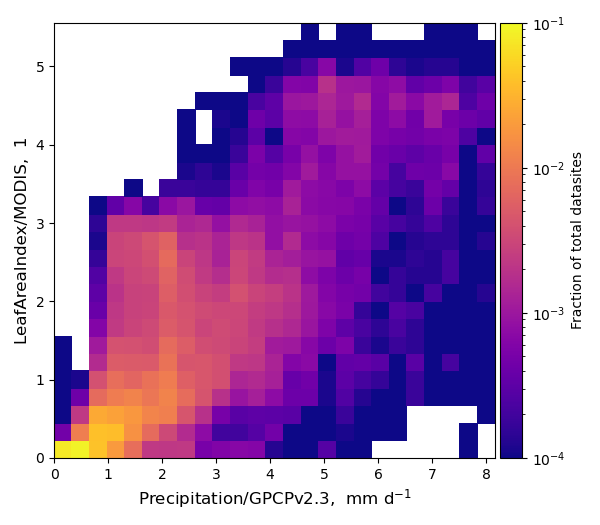 5
4
3
2
1
0
0 1 2 3 4 5 6 7 8
LeafAreaIndex/MODIS,  1
Precipitation/GPCPv2.3,  mm d⁻¹
10⁻¹
10⁻²
10⁻³
10⁻⁴
Fraction of total datasites